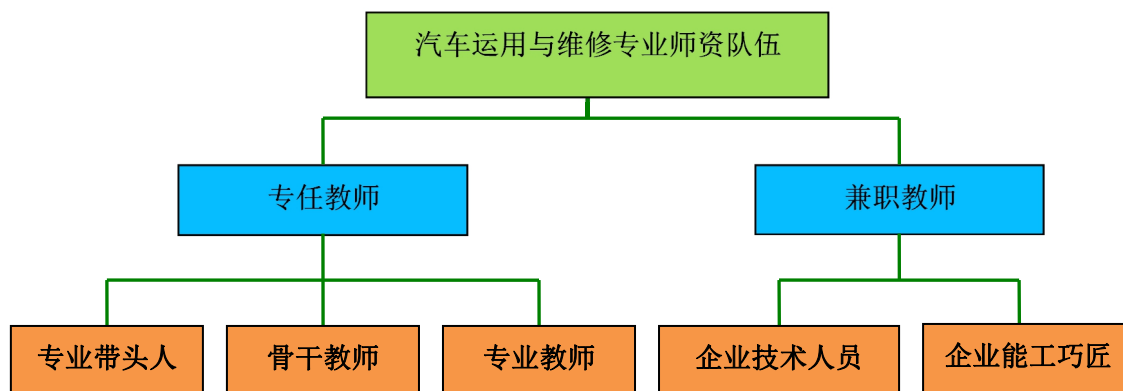 汽车运用与维修专业师资队伍
专任教师
兼职教师
专业带头人
骨干教师
专业教师
企业技术人员
企业能工巧匠